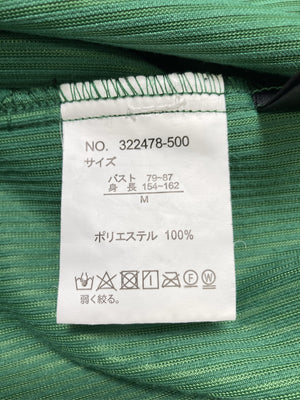 NO. 322478-500
サイズ
バスト 79~87
身 長 154~162
M
ポリエステル 100%
弱く絞る。